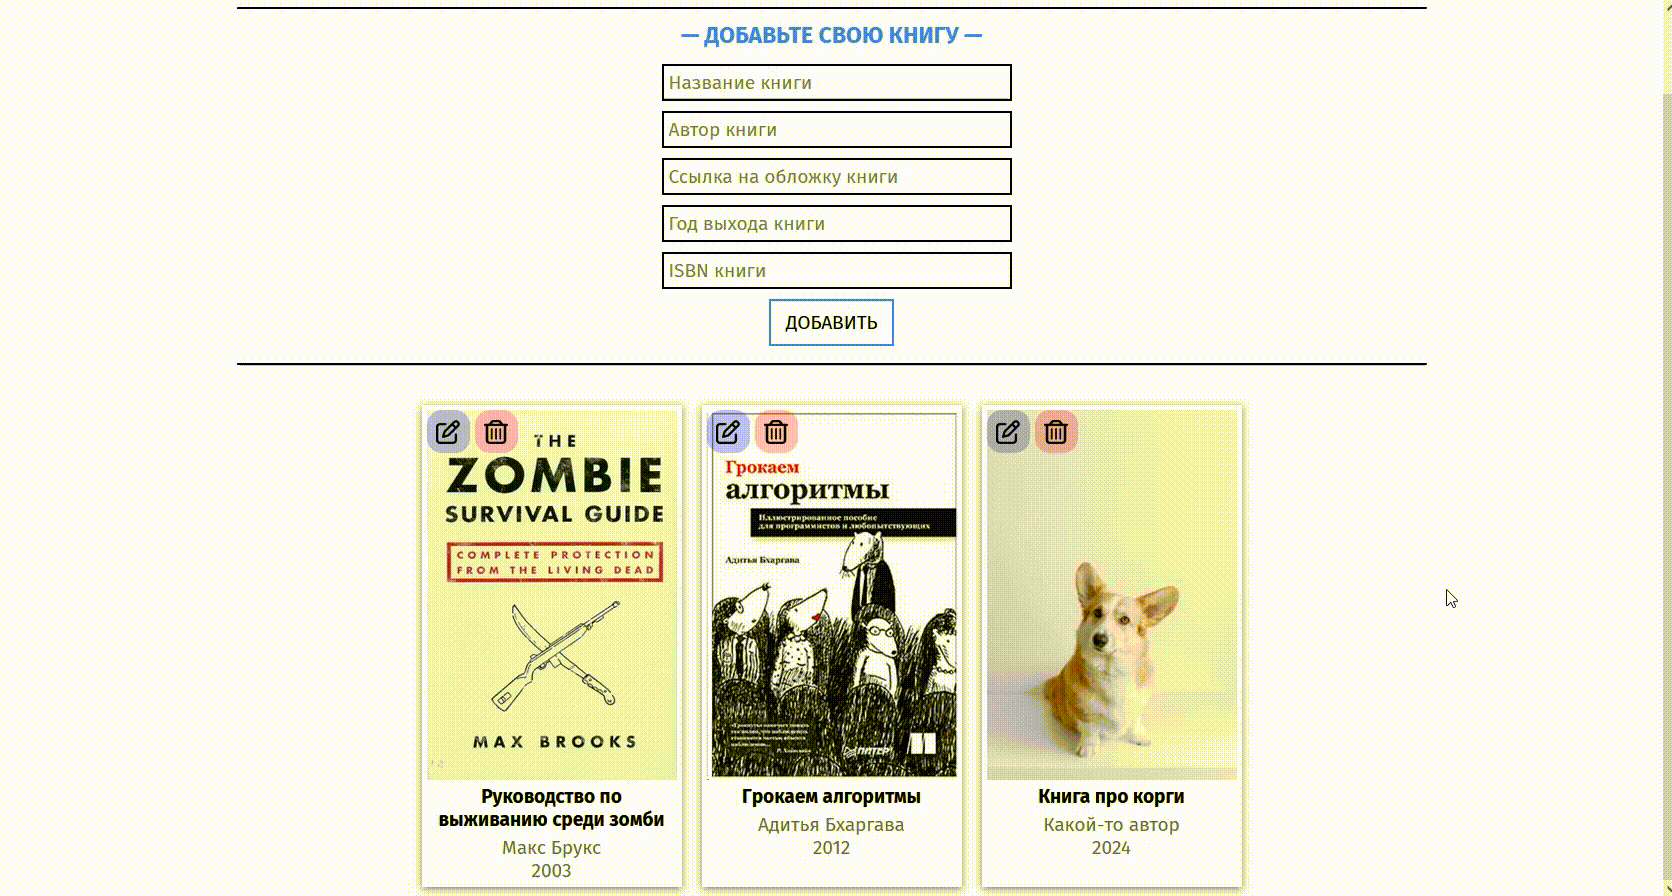 — ДОБАВЬТЕ СВОЮ КНИГУ —
Название книги
Автор книги
Ссылка на обложку книги
Год выхода книги
ISBN книги
ДОБАВИТЬ
THE
ZOMBIE
SURVIVAL GUIDE
COMPLETE PROTECTION
FROM THE LIVING DEAD
MAX BROOKS
Руководство по
выживанию среди зомби
Макс Брукс
2003
Грокаем
алгоритмы
Иллюстрированное пособие
для программистов и любопытствующих
Адитья Бхаргава
ПИТЕР
Грокаем алгоритмы
Адитья Бхаргава
2012
Книга про корги
Какой-то автор
2024